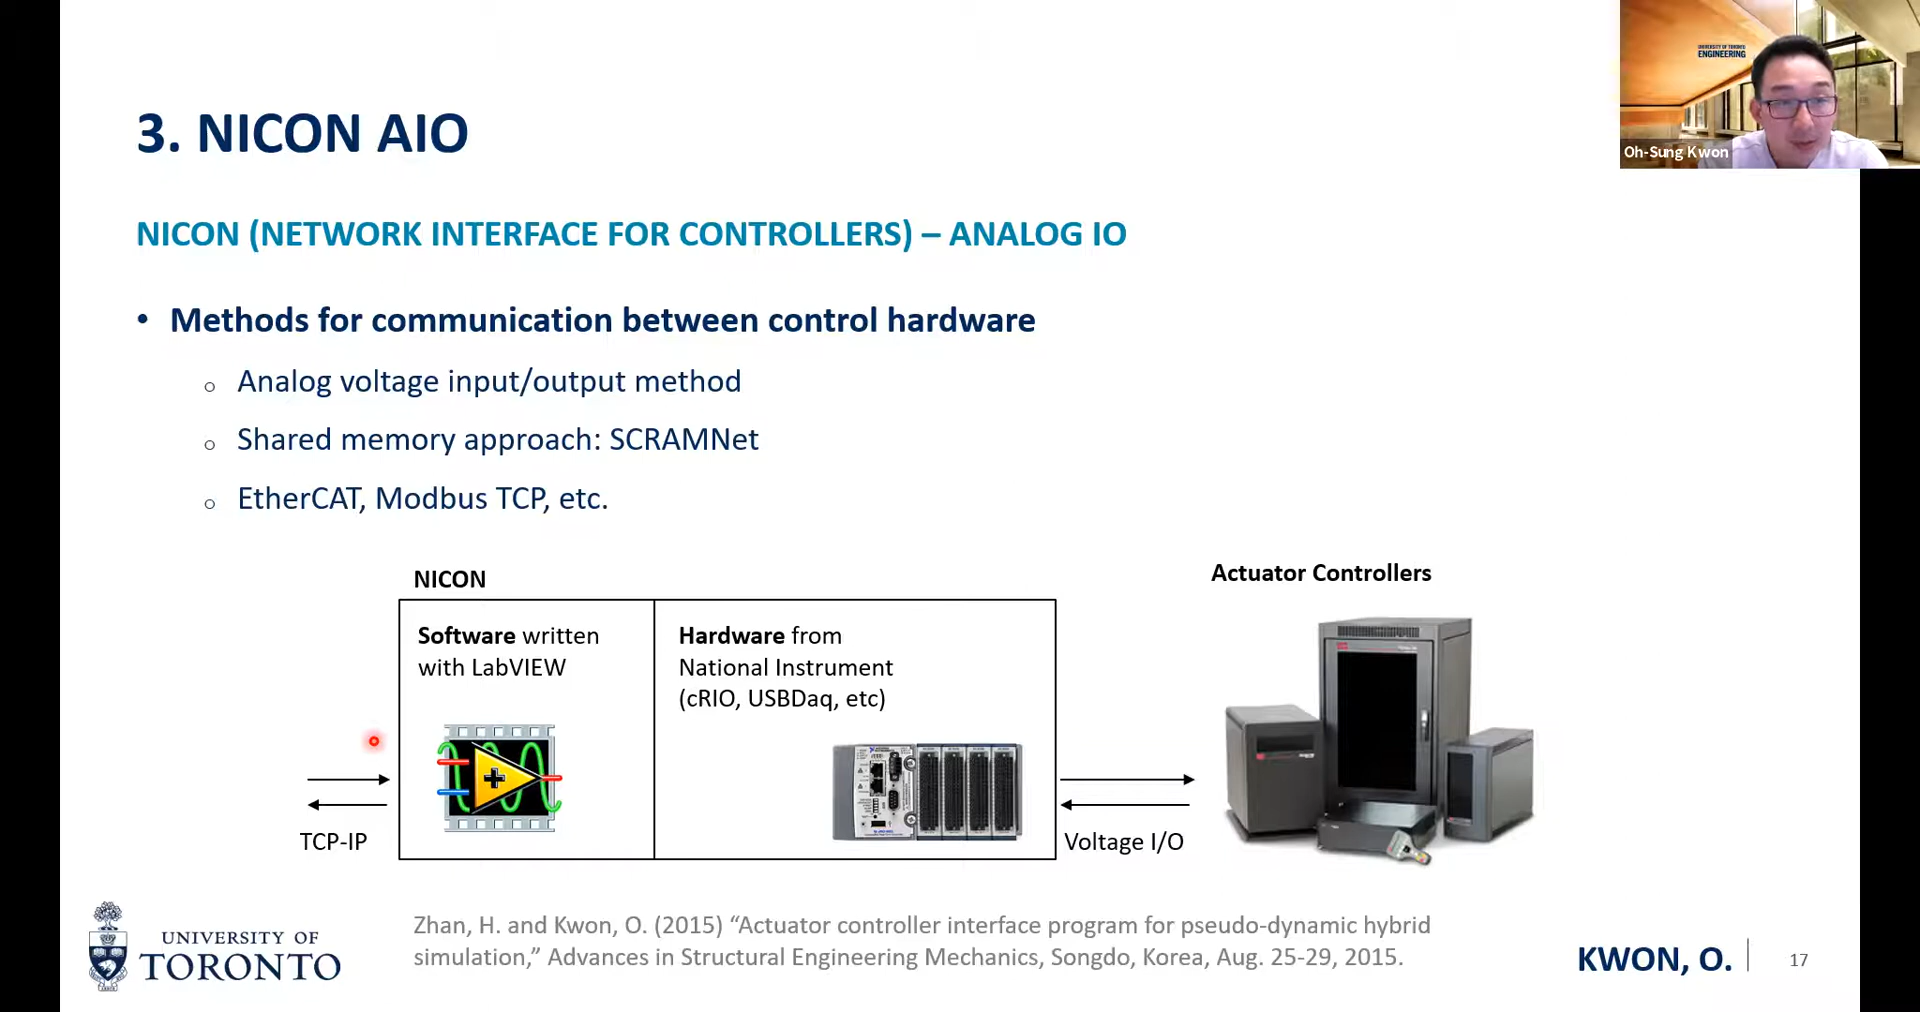 UNIVERSITY OF TORONTO
ENGINEERING
Oh-Sung Kwon
3. NICON AIO
NICON (NETWORK INTERFACE FOR CONTROLLERS) – ANALOG IO
• Methods for communication between control hardware
o Analog voltage input/output method
o Shared memory approach: SCRAMNet
o EtherCAT, Modbus TCP, etc.
NICON
Software written
with LabVIEW
Hardware from
National Instrument
(cRIO, USBDaq, etc)
Actuator Controllers
TCP-IP
Voltage I/O
UNIVERSITY OF
TORONTO
Zhan, H. and Kwon, O. (2015) “Actuator controller interface program for pseudo-dynamic hybrid
simulation,” Advances in Structural Engineering Mechanics, Songdo, Korea, Aug. 25-29, 2015.
KWON, O.
17